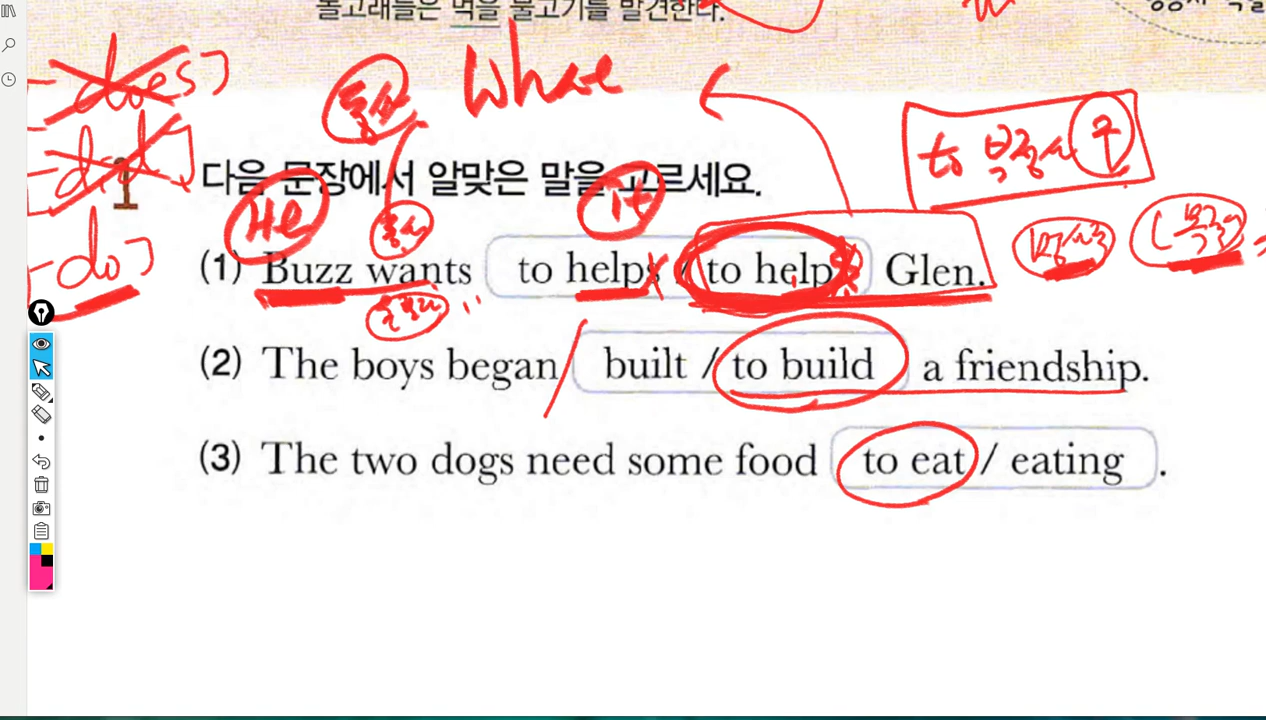 돌고래들은 먹을 물고기를 발견한다.
does
What
did
to 부정사 구
1 다음 문장에서 알맞은 말을 고르세요.
He
it
do
(1) Buzz wants to helps / to help Glen.
(2) The boys began built / to build a friendship.
(3) The two dogs need some food to eat / eating .